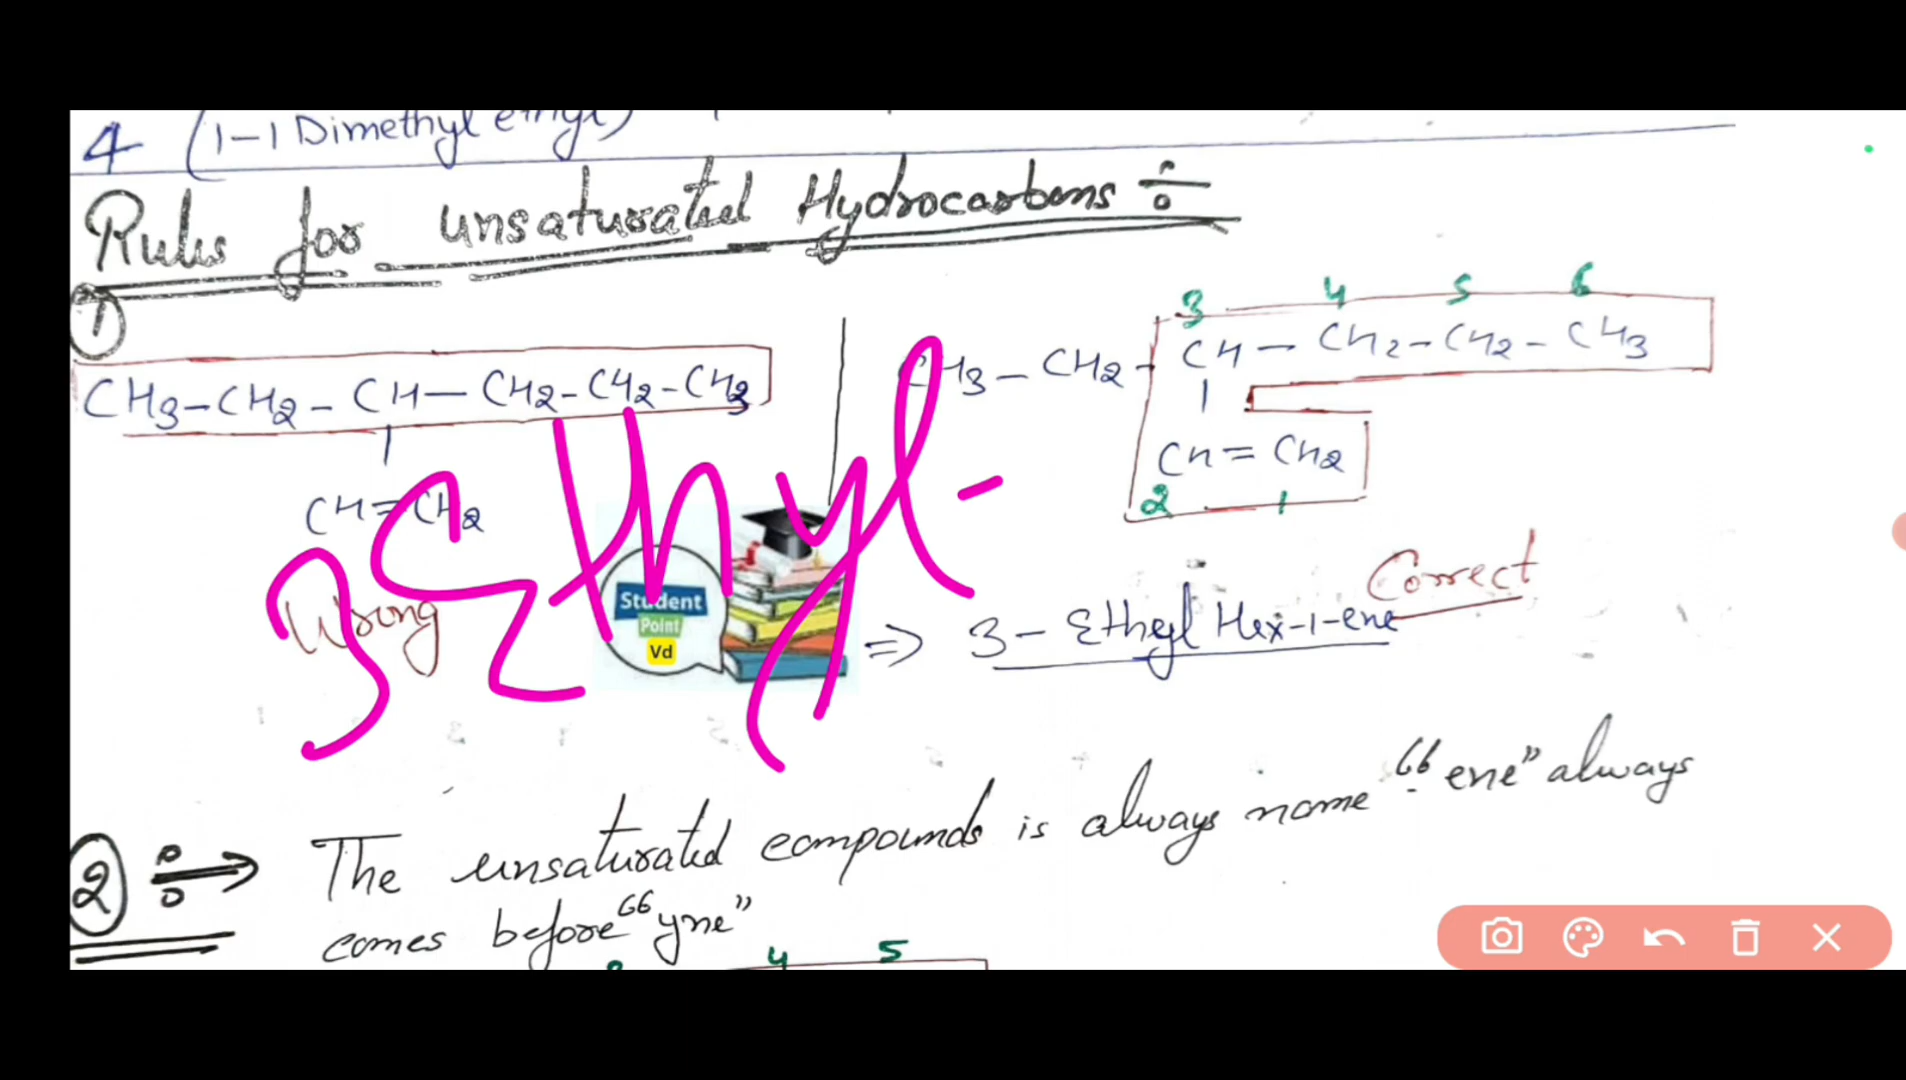 4 (1-1 Dimethyl ethyl)
Rules for unsaturated Hydrocarbons ÷
①
3 4 5 6
CH3-CH2-CH-CH2-CH2-CH3
CH3-CH2-CH-CH2-CH2-CH3
CH=CH2
CH=CH2
2 1
3 Ethyl-
Wrong
Student
Point
Vd
⇒ 3-Ethyl Hex-1-ene
Correct
② ÷⇒ The unsaturated compounds is always name "ene" always
comes before "yne"
4 5